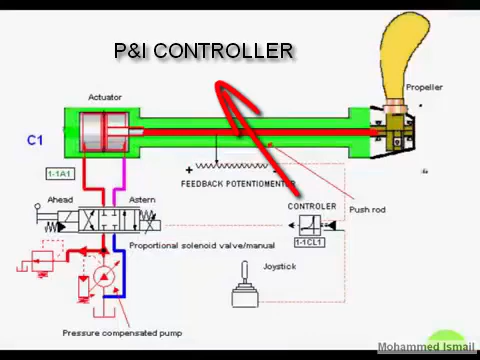 P&I CONTROLLER
Actuator
Propeller
C1
1-1A1
+ -
FEEDBACK POTENTIOMENTER
CONTROLER
Push rod
Ahead
Astern
1-1CL1
Proportional solenoid valve/manual
Joystick
Pressure compensated pump
Mohammed Ismail